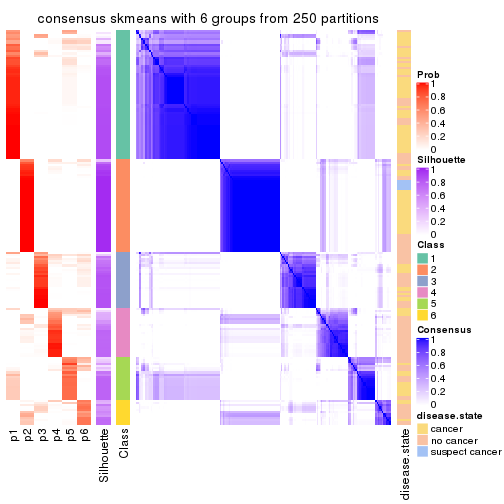 consensus skmeans with 6 groups from 250 partitions
Prob
1
0.8
0.6
0.4
0.2
0
Silhouette
1
0.8
0.6
0.4
0.2
0
Class
1
2
3
4
5
6
Consensus
1
0.8
0.6
0.4
0.2
0
disease.state
cancer
no cancer
suspect cancer
p1
p2
p3
p4
p5
p6
Silhouette
Class
disease.state